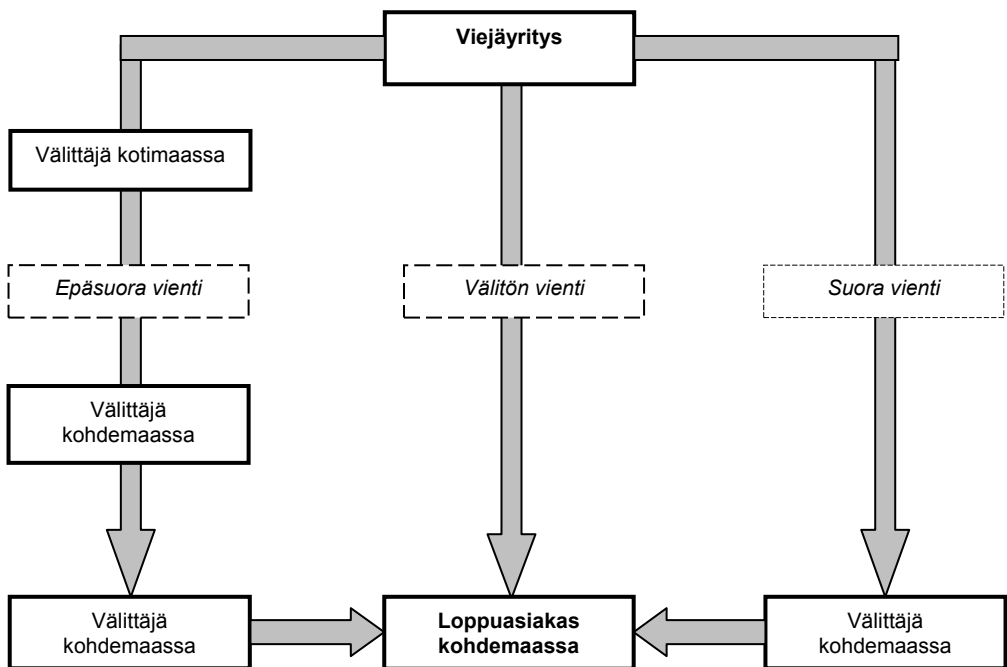 Viejäyritys
Välittäjä kotimaassa
Epäsuora vienti
Välitön vienti
Suora vienti
Välittäjä
kohdemaassa
Välittäjä
kohdemaassa
Loppuasiakas
kohdemaassa
Välittäjä
kohdemaassa